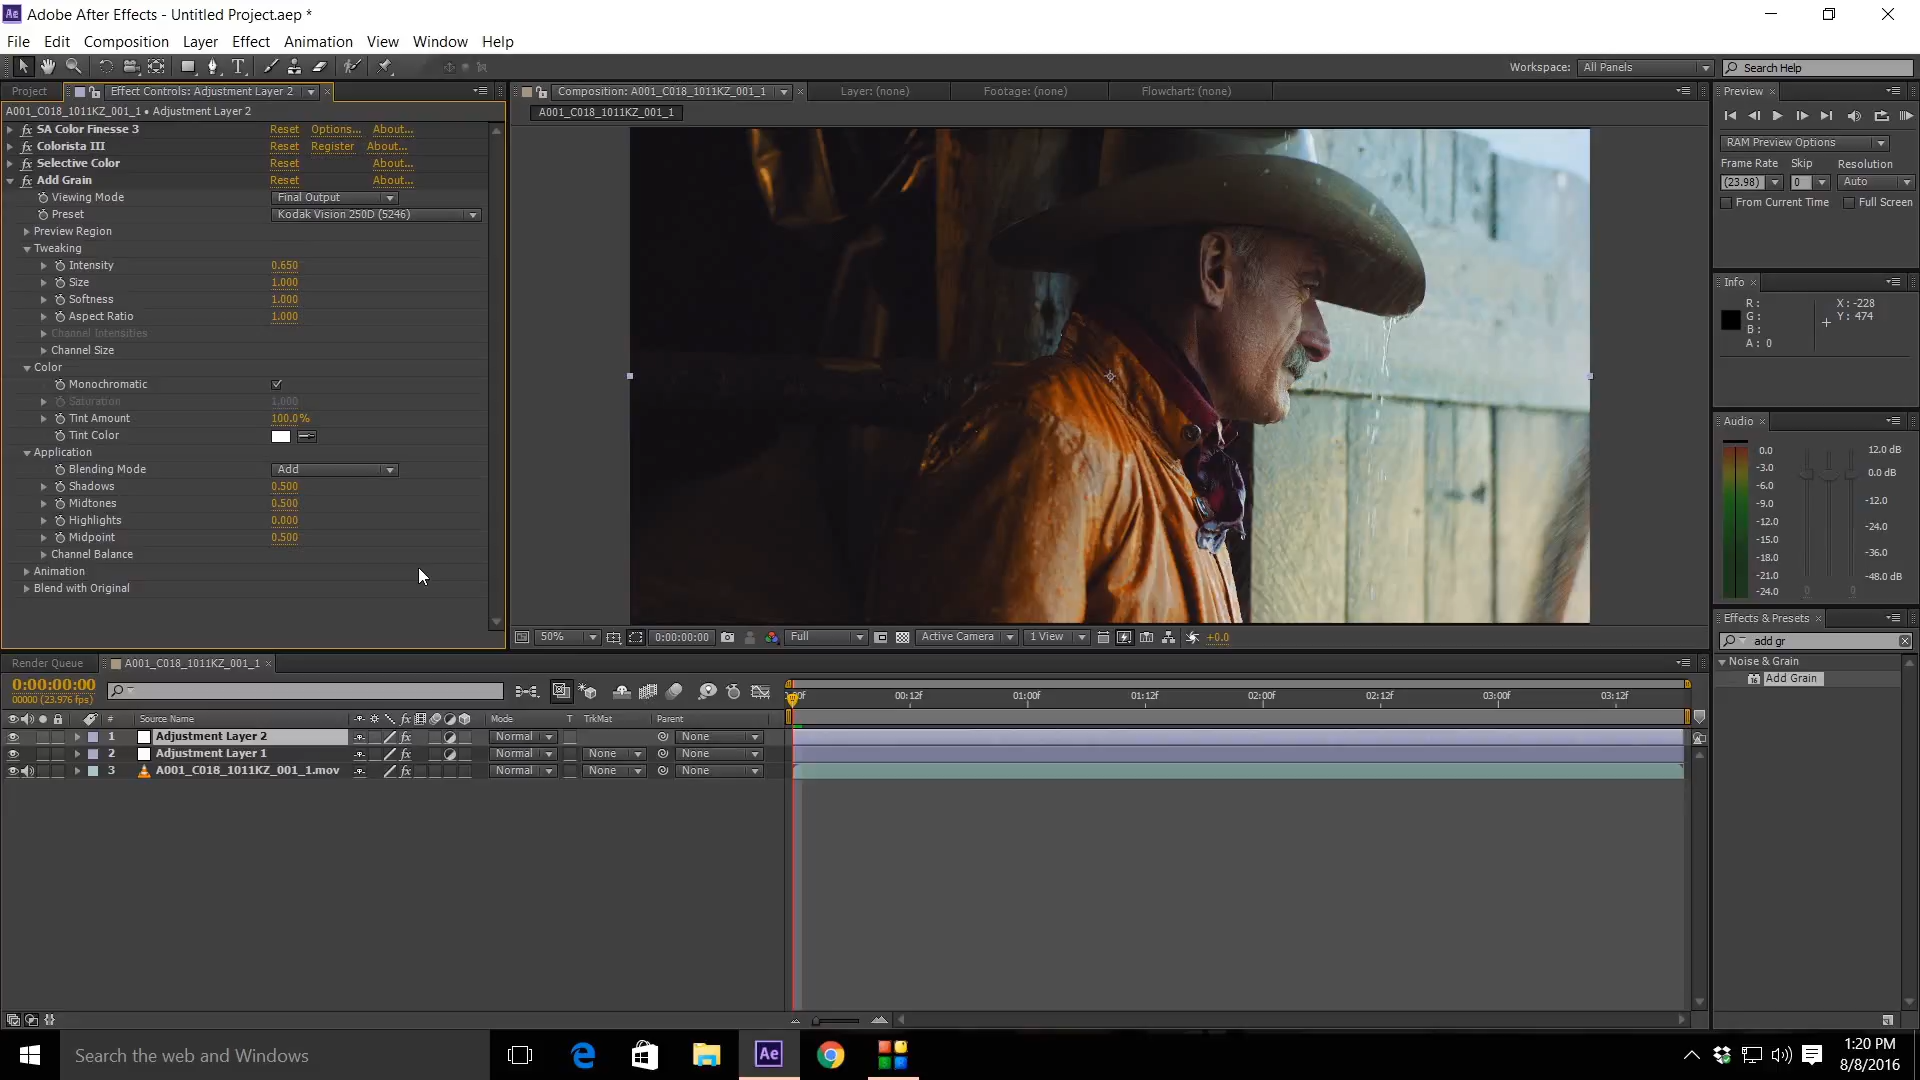 Adobe After Effects - Untitled Project.aep *
File Edit Composition Layer Effect Animation View Window Help
Workspace: All Panels Search Help
Project Effect Controls: Adjustment Layer 2
A001_C018_1011KZ_001_1 • Adjustment Layer 2
fx SA Color Finesse 3 Reset Options... About...
fx Colorista III Reset Register About...
fx Selective Color Reset About...
fx Add Grain Reset About...
Viewing Mode Final Output
Preset Kodak Vision 250D (5246)
Preview Region
Tweaking
Intensity 0.650
Size 1.000
Softness 1.000
Aspect Ratio 1.000
Channel Intensities
Channel Size
Color
Monochromatic
Saturation 1.000
Tint Amount 100.0%
Tint Color
Application
Blending Mode Add
Shadows 0.500
Midtones 0.500
Highlights 0.000
Midpoint 0.500
Channel Balance
Animation
Blend with Original
Composition: A001_C018_1011KZ_001_1 Layer: (none) Footage: (none) Flowchart: (none)
A001_C018_1011KZ_001_1
50% 0:00:00:00 Full Active Camera 1 View +0.0
Preview
RAM Preview Options
Frame Rate Skip Resolution
(23.98) 0 Auto
From Current Time Full Screen
Info
R: X: -228
G: Y: 474
B:
A: 0
Audio
0.0 12.0 dB
-3.0 0.0 dB
-6.0
-9.0 -12.0
-12.0 -24.0
-15.0
-18.0 -36.0
-21.0 -48.0 dB
-24.0 0 0
Effects & Presets
add gr
Noise & Grain
16 Add Grain
Render Queue A001_C018_1011KZ_001_1
0:00:00:00
00000 (23.976 fps)
:00f 00:12f 01:00f 01:12f 02:00f 02:12f 03:00f 03:12f
# Source Name fx Mode T TrkMat Parent
1 Adjustment Layer 2 fx Normal None
2 Adjustment Layer 1 fx Normal None None
3 A001_C018_1011KZ_001_1.mov fx Normal None None
Search the web and Windows
Ae
1:20 PM
8/8/2016